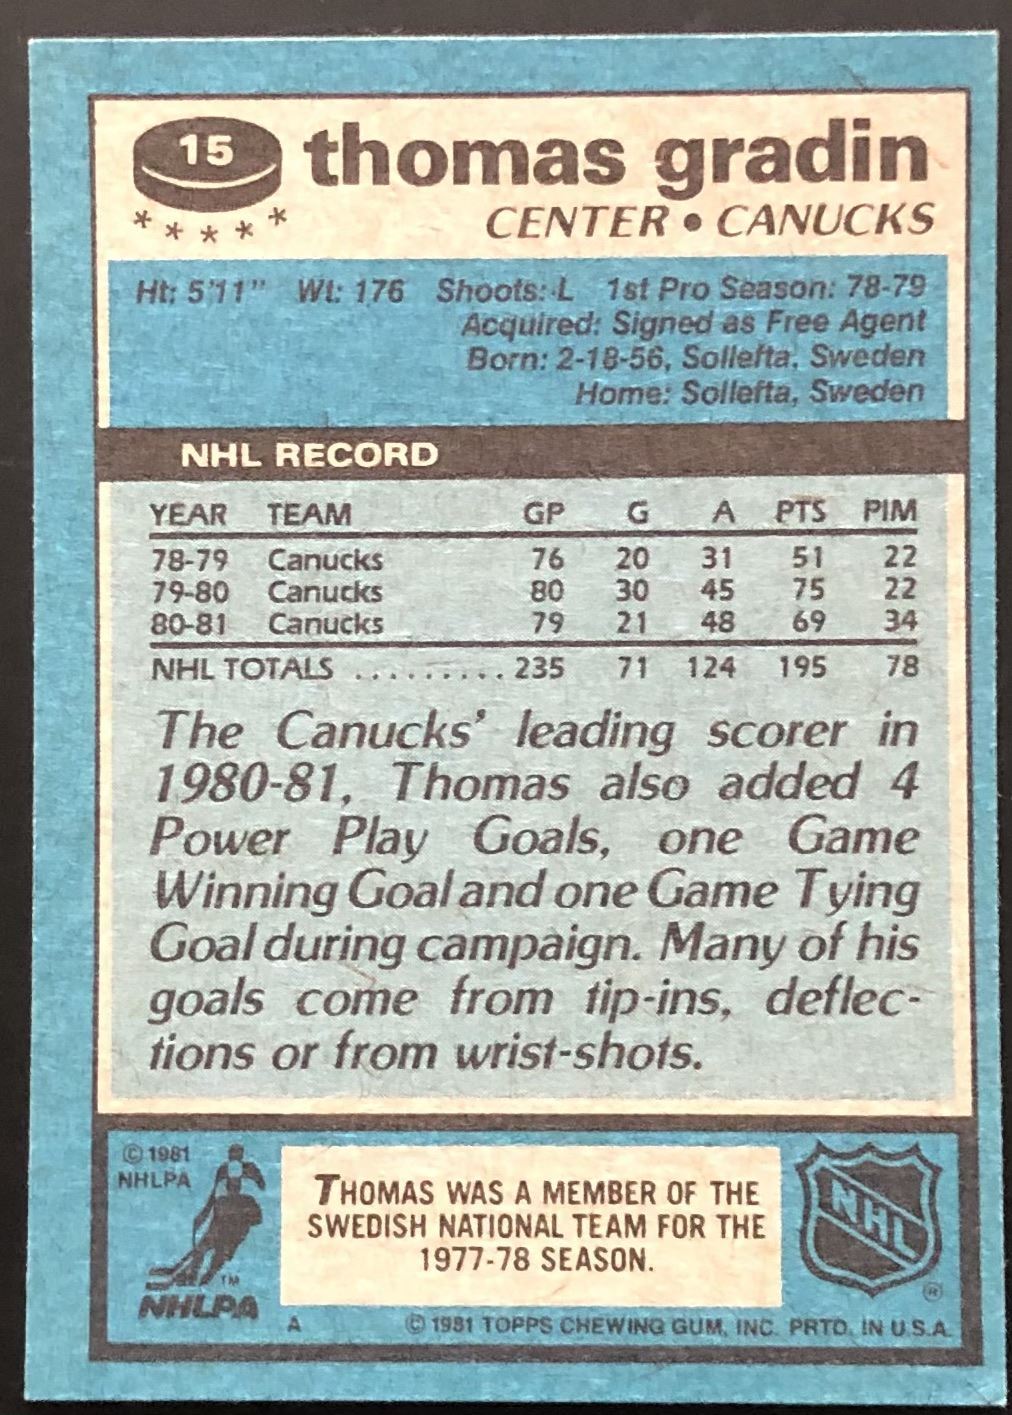 15 thomas gradin
* * * * *
CENTER • CANUCKS
Ht: 5'11" Wt: 176 Shoots: L 1st Pro Season: 78-79
Acquired: Signed as Free Agent
Born: 2-18-56, Sollefta, Sweden
Home: Sollefta, Sweden
NHL RECORD
YEAR TEAM GP G A PTS PIM
78-79 Canucks 76 20 31 51 22
79-80 Canucks 80 30 45 75 22
80-81 Canucks 79 21 48 69 34
NHL TOTALS .......... 235 71 124 195 78
The Canucks' leading scorer in
1980-81, Thomas also added 4
Power Play Goals, one Game
Winning Goal and one Game Tying
Goal during campaign. Many of his
goals come from tip-ins, deflec-
tions or from wrist-shots.
© 1981
NHLPA
TM
NHLPA
THOMAS WAS A MEMBER OF THE
SWEDISH NATIONAL TEAM FOR THE
1977-78 SEASON.
NHL
®
A © 1981 TOPPS CHEWING GUM, INC. PRTD. IN U.S.A.